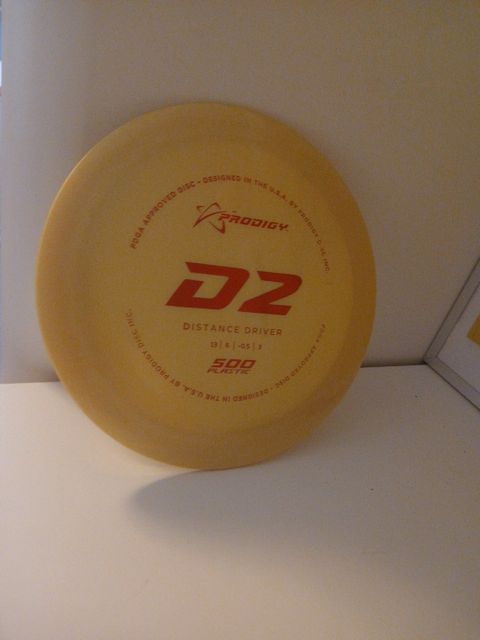 PDGA APPROVED DISC - DESIGNED IN THE U.S.A. BY PRODIGY DISC INC.
PRODIGY
D2
DISTANCE DRIVER
13 | 6 | -0.5 | 3
500
PLASTIC
PDGA APPROVED DISC - DESIGNED IN THE U.S.A. BY PRODIGY DISC INC.